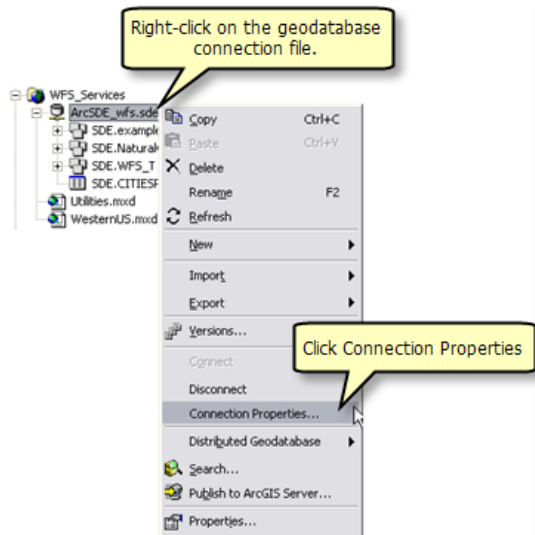 Right-click on the geodatabase
connection file.
WFS_Services
ArcSDE_wfs.sde
SDE.example
SDE.Natural
SDE.WFS_T
SDE.CITIESP
Utilities.mxd
WesternUS.mxd
Copy Ctrl+C
Paste Ctrl+V
Delete
Rename F2
Refresh
New
Import
Export
Versions...
Click Connection Properties
Connect
Disconnect
Connection Properties...
Distributed Geodatabase
Search...
Publish to ArcGIS Server...
Properties...